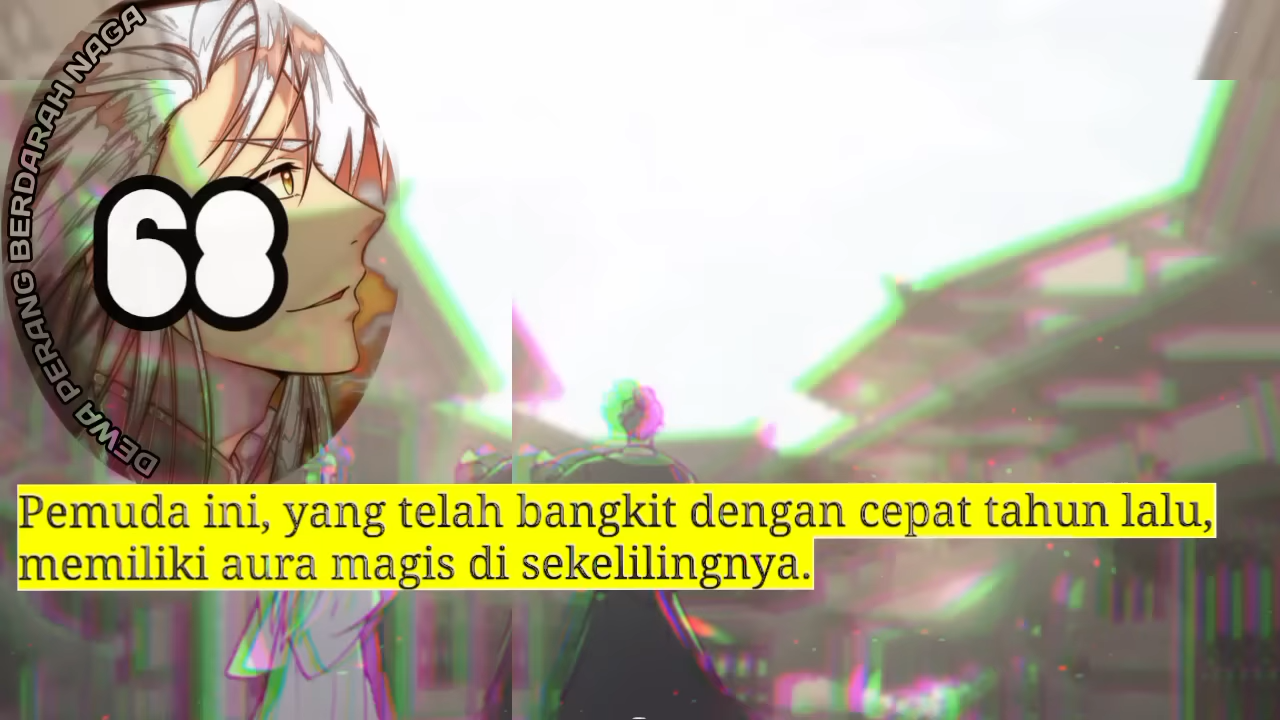 DEWA PERANG BERDARAH NAGA
68
Pemuda ini, yang telah bangkit dengan cepat tahun lalu,
memiliki aura magis di sekelilingnya.